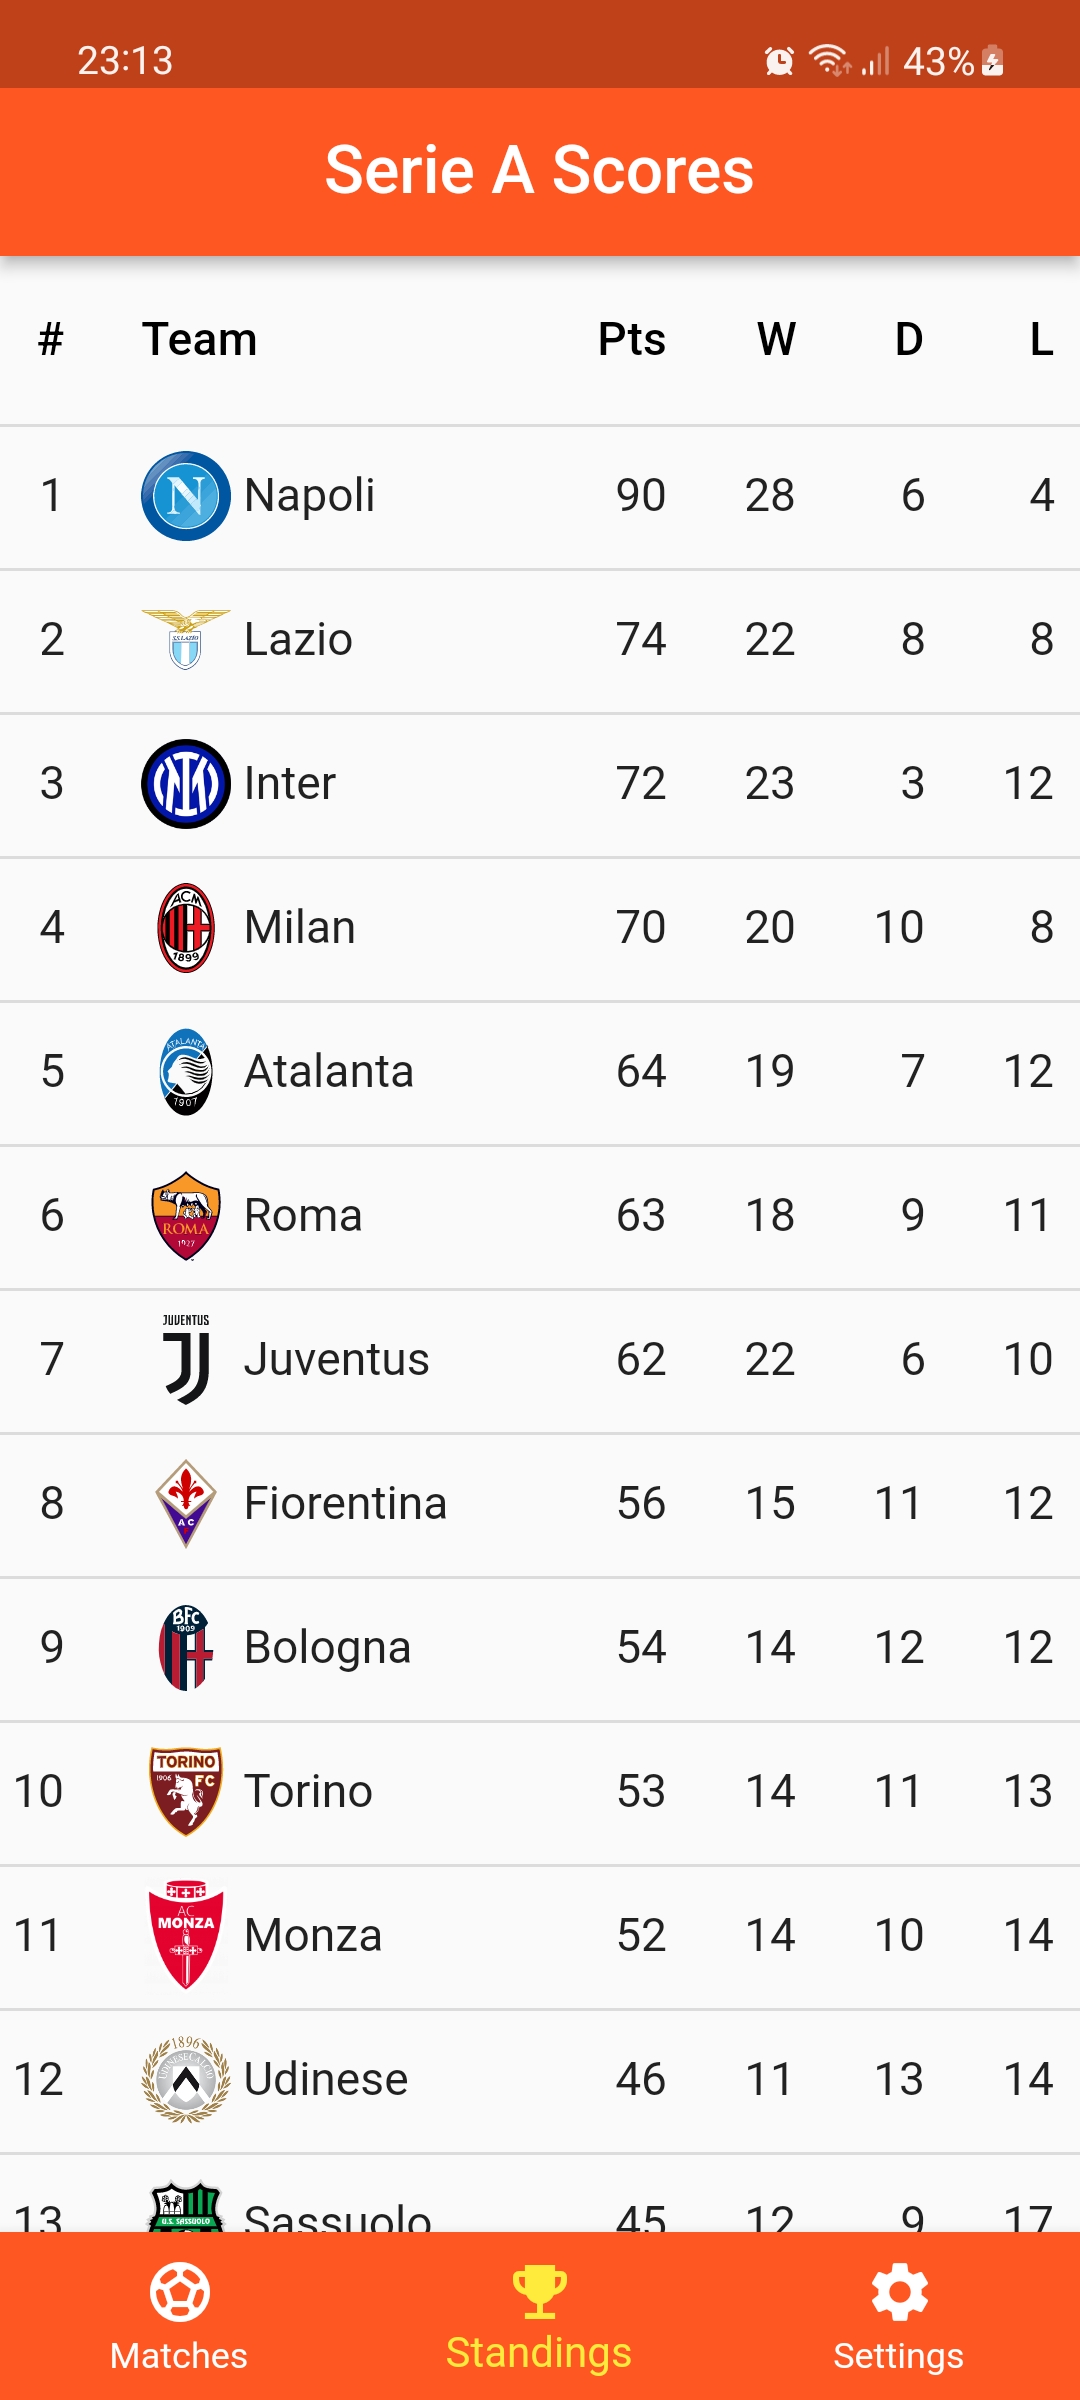 23:13 43%
Serie A Scores
# Team Pts W D L
1 Napoli 90 28 6 4
2 Lazio 74 22 8 8
3 Inter 72 23 3 12
4 Milan 70 20 10 8
5 Atalanta 64 19 7 12
6 Roma 63 18 9 11
7 Juventus 62 22 6 10
8 Fiorentina 56 15 11 12
9 Bologna 54 14 12 12
10 Torino 53 14 11 13
11 Monza 52 14 10 14
12 Udinese 46 11 13 14
13 Sassuolo 45 12 9 17
Matches Standings Settings